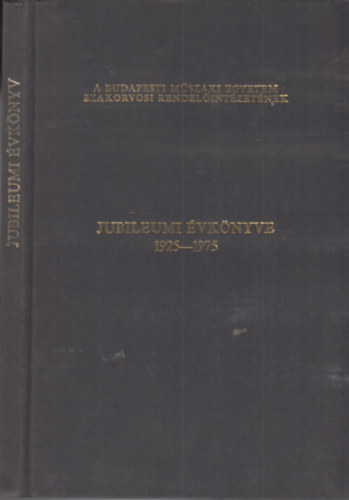 JUBILEUMI ÉVKÖNYV
A BUDAPESTI MŰSZAKI EGYETEM
SZAKORVOSI RENDELŐINTÉZETÉNEK
JUBILEUMI ÉVKÖNYVE
1925—1975